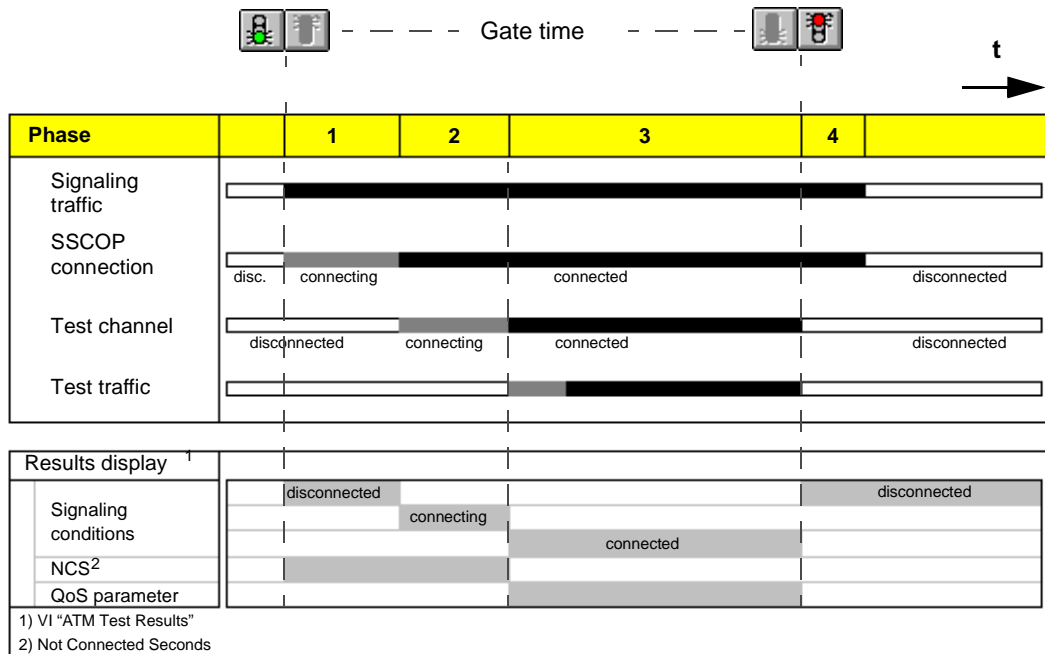 Gate time
t
Phase 1 2 3 4
Signaling
traffic
SSCOP
connection
disc. connecting connected disconnected
Test channel
disconnected connecting connected disconnected
Test traffic
Results display 1
Signaling
conditions
disconnected disconnected
connecting
connected
NCS2
QoS parameter
1) VI “ATM Test Results”
2) Not Connected Seconds